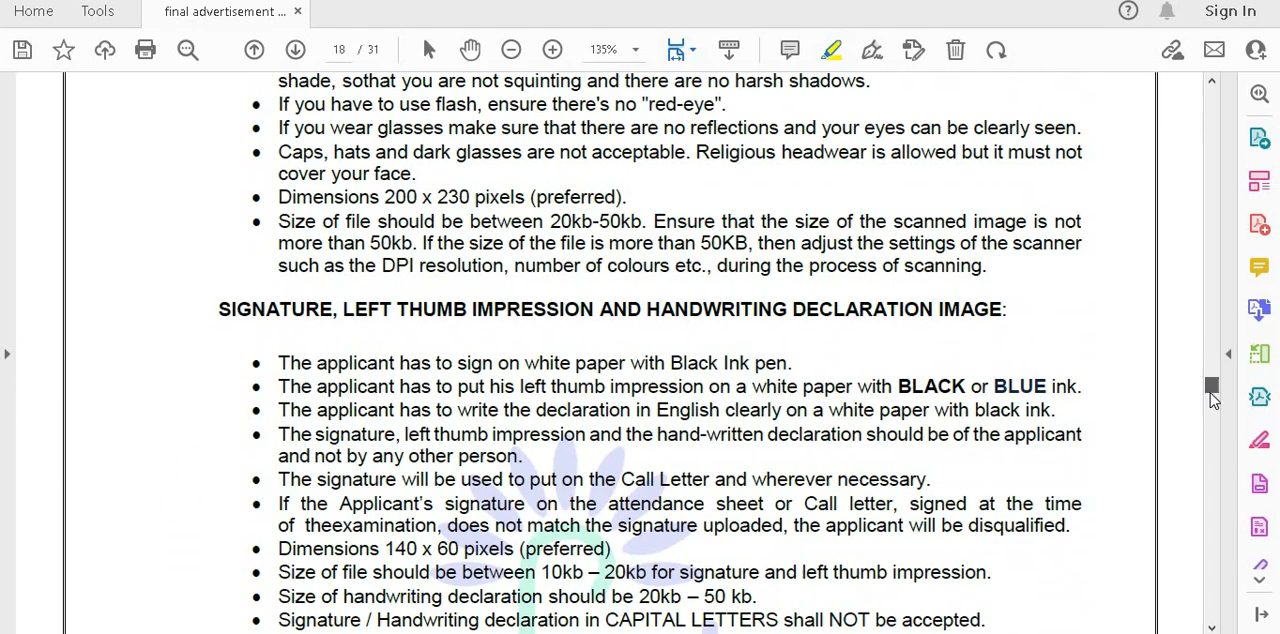 Home Tools final advertisement ... × Sign In
18 / 31 135%
shade, sothat you are not squinting and there are no harsh shadows.
• If you have to use flash, ensure there's no "red-eye".
• If you wear glasses make sure that there are no reflections and your eyes can be clearly seen.
• Caps, hats and dark glasses are not acceptable. Religious headwear is allowed but it must not
cover your face.
• Dimensions 200 x 230 pixels (preferred).
• Size of file should be between 20kb-50kb. Ensure that the size of the scanned image is not
more than 50kb. If the size of the file is more than 50KB, then adjust the settings of the scanner
such as the DPI resolution, number of colours etc., during the process of scanning.
SIGNATURE, LEFT THUMB IMPRESSION AND HANDWRITING DECLARATION IMAGE:
• The applicant has to sign on white paper with Black Ink pen.
• The applicant has to put his left thumb impression on a white paper with BLACK or BLUE ink.
• The applicant has to write the declaration in English clearly on a white paper with black ink.
• The signature, left thumb impression and the hand-written declaration should be of the applicant
and not by any other person.
• The signature will be used to put on the Call Letter and wherever necessary.
• If the Applicant's signature on the attendance sheet or Call letter, signed at the time
of theexamination, does not match the signature uploaded, the applicant will be disqualified.
• Dimensions 140 x 60 pixels (preferred)
• Size of file should be between 10kb – 20kb for signature and left thumb impression.
• Size of handwriting declaration should be 20kb – 50 kb.
• Signature / Handwriting declaration in CAPITAL LETTERS shall NOT be accepted.